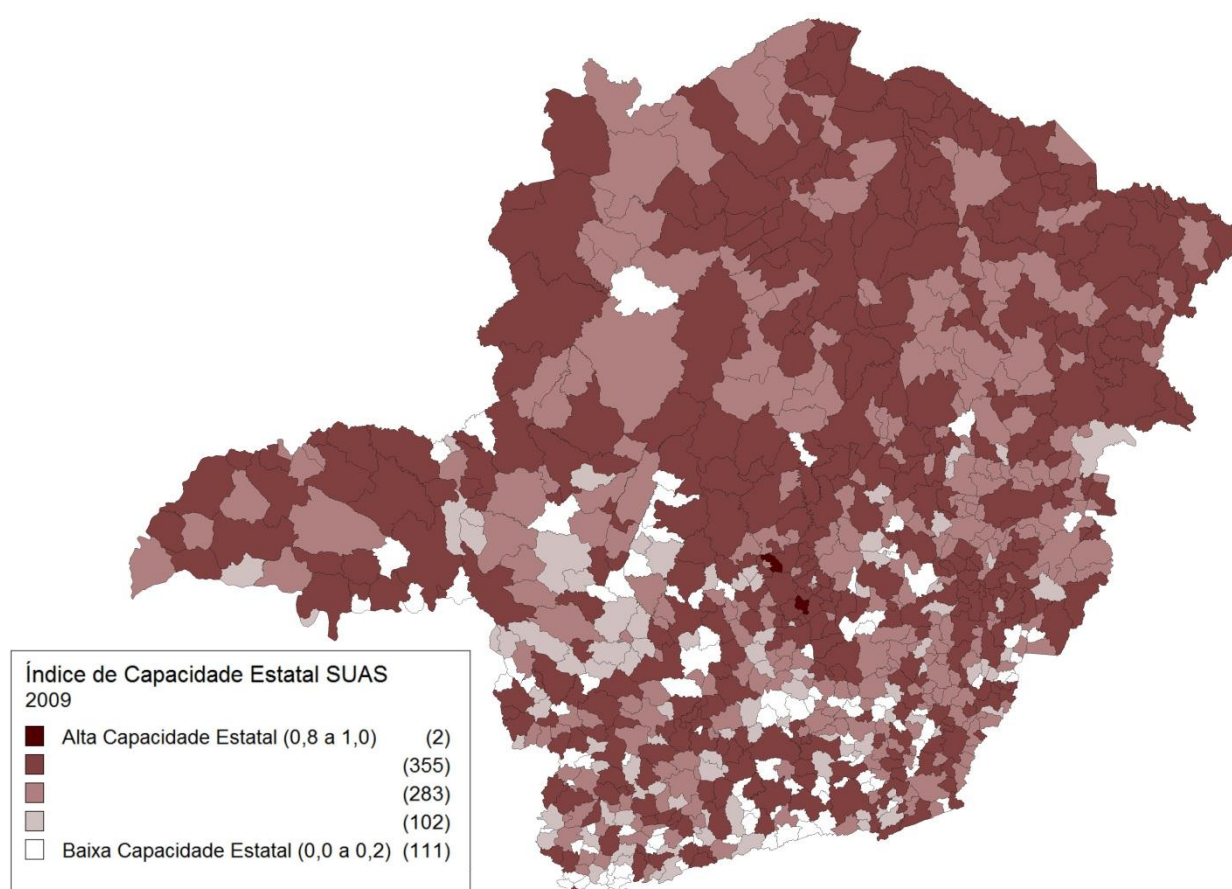 Índice de Capacidade Estatal SUAS
2009
Alta Capacidade Estatal (0,8 a 1,0) (2)
(355)
(283)
(102)
Baixa Capacidade Estatal (0,0 a 0,2) (111)